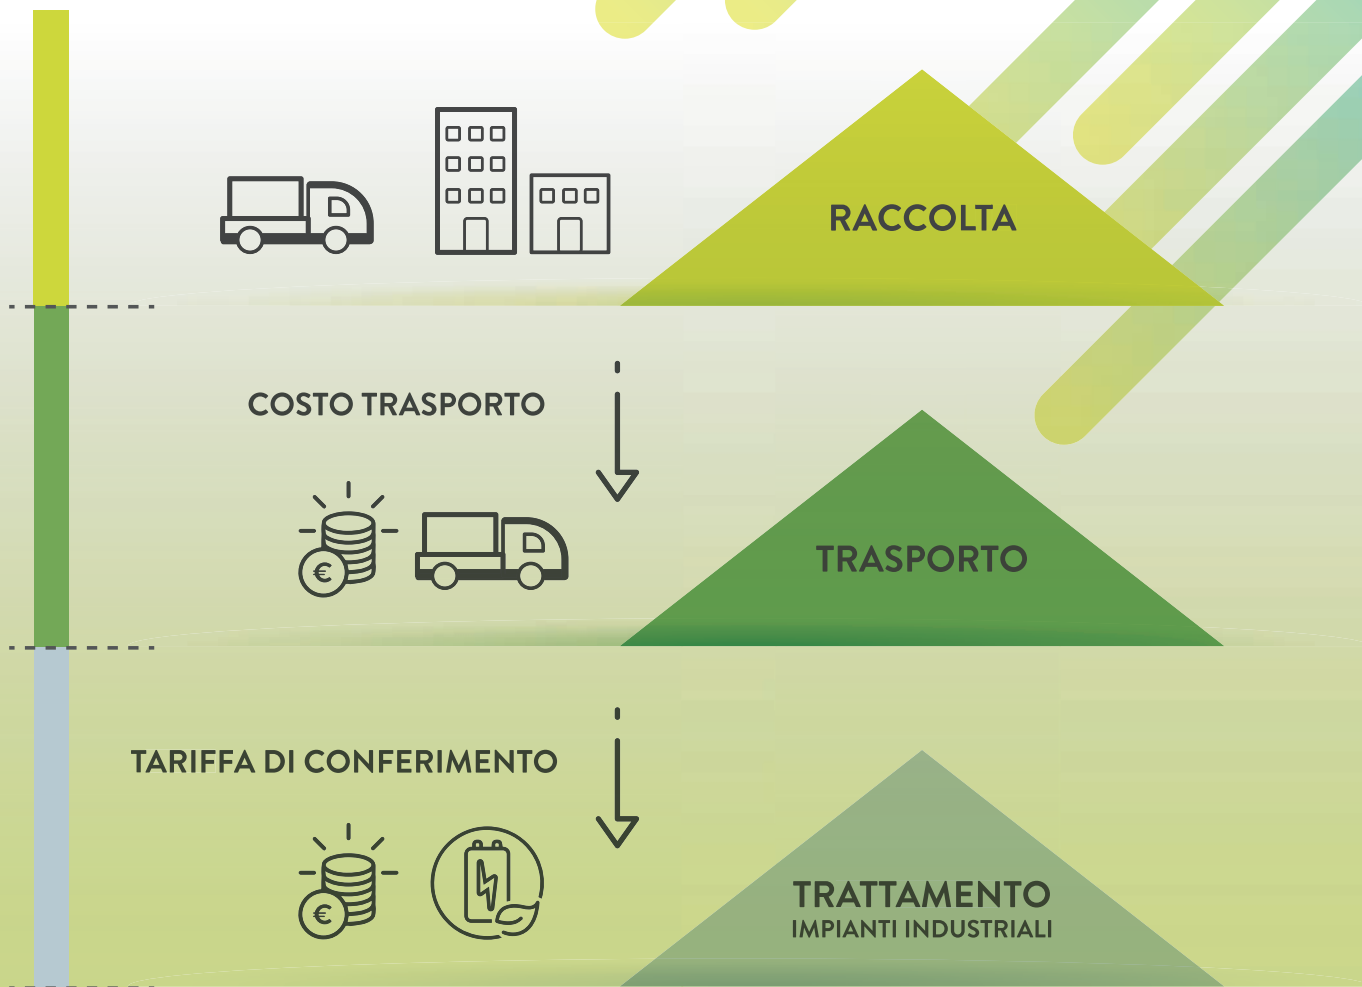 RACCOLTA
COSTO TRASPORTO
€
TRASPORTO
TARIFFA DI CONFERIMENTO
€
TRATTAMENTO
IMPIANTI INDUSTRIALI